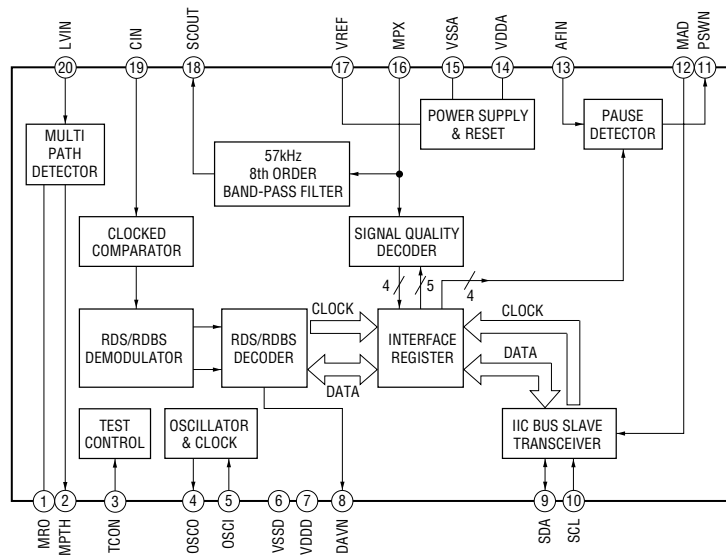 LVIN
CIN
SCOUT
VREF
MPX
VSSA
VDDA
AFIN
MAD
PSWN
20
19
18
17
16
15
14
13
12
11
MULTI
PATH
DETECTOR
57kHz
8th ORDER
BAND-PASS FILTER
POWER SUPPLY
& RESET
PAUSE
DETECTOR
CLOCKED
COMPARATOR
SIGNAL QUALITY
DECODER
4
5
4
RDS/RDBS
DEMODULATOR
RDS/RDBS
DECODER
CLOCK
DATA
INTERFACE
REGISTER
CLOCK
DATA
TEST
CONTROL
OSCILLATOR
& CLOCK
IIC BUS SLAVE
TRANSCEIVER
1
2
3
4
5
6
7
8
9
10
MRO
MPTH
TCON
OSCO
OSCI
VSSD
VDDD
DAVN
SDA
SCL